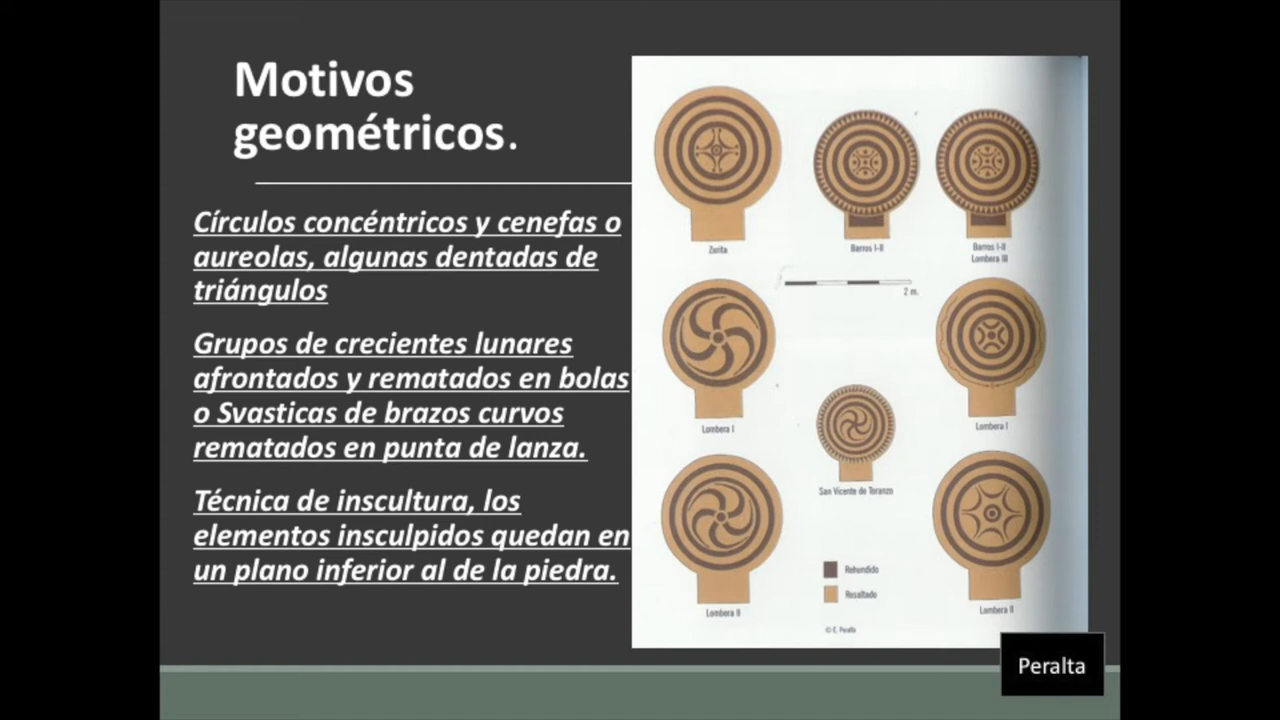 Motivos
geométricos.
Círculos concéntricos y cenefas o
aureolas, algunas dentadas de
triángulos
Grupos de crecientes lunares
afrontados y rematados en bolas
o Svasticas de brazos curvos
rematados en punta de lanza.
Técnica de inscultura, los
elementos insculpidos quedan en
un plano inferior al de la piedra.
Zurita
Barros I-II
Barros I-II
Lombera III
2 m.
Lombera I
Lombera I
San Vicente de Toranzo
Lombera II
Lombera II
Rehundido
Resaltado
© E. Peralta
Peralta